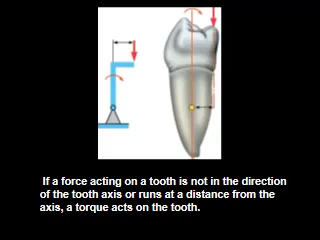 If a force acting on a tooth is not in the direction
of the tooth axis or runs at a distance from the
axis, a torque acts on the tooth.